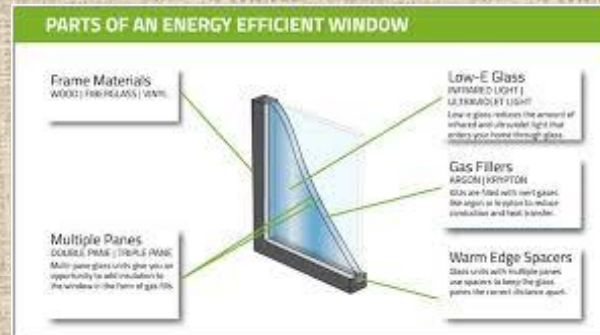 PARTS OF AN ENERGY EFFICIENT WINDOW
Frame Materials
WOOD | FIBERGLASS | VINYL
Multiple Panes
DOUBLE PANE | TRIPLE PANE
Multi-pane glass units give you an
opportunity to add insulation to
the window in the form of gas fills
Low-E Glass
INFRARED LIGHT |
ULTRAVIOLET LIGHT
Low-e glass reduces the amount of
infrared and ultraviolet light that
enters your home through glass.
Gas Fillers
ARGON | KRYPTON
IGUs are filled with inert gases
like argon or krypton to reduce
conduction and heat transfer.
Warm Edge Spacers
Glass units with multiple panes
use spacers to keep the glass
panes the correct distance apart.